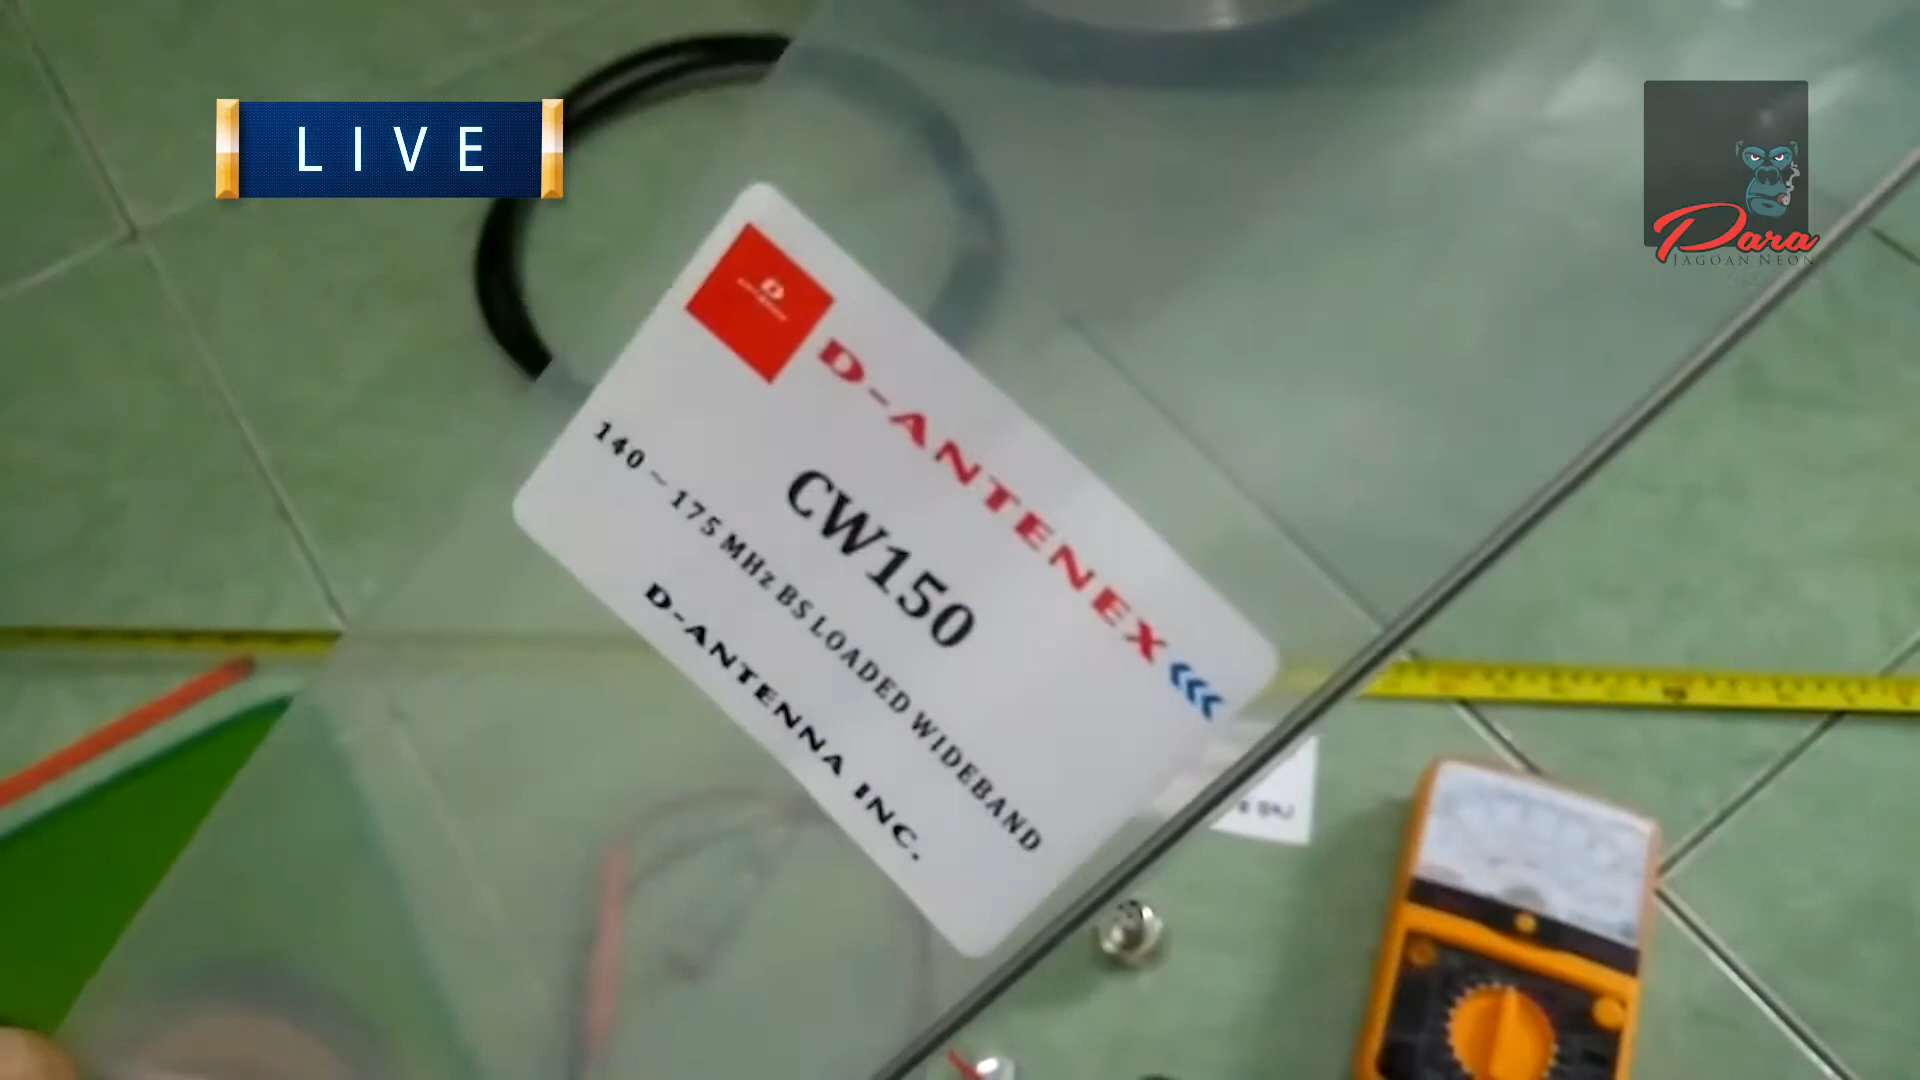 LIVE
Para
JAGOAN NEON
D
D-ANTENEX
CW150
140 ~ 175 MHz BS LOADED WIDEBAND
D-ANTENNA INC.